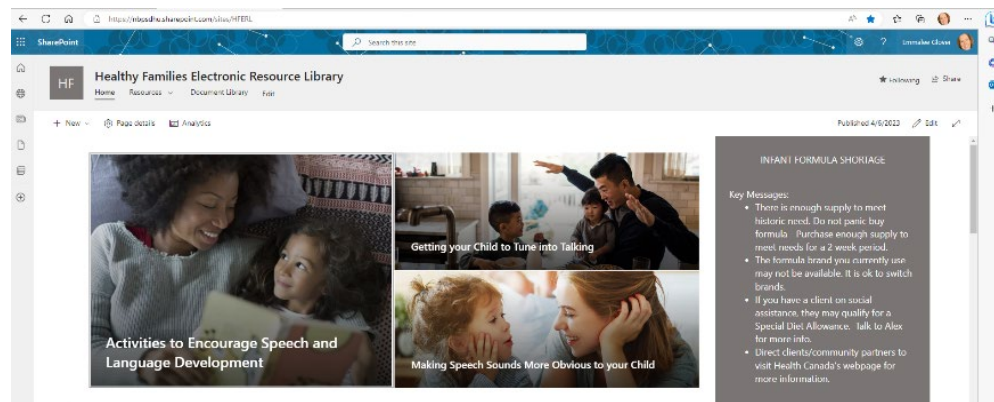 https://nbpsdhu.sharepoint.com/sites/HFERL
SharePoint
Search this site
?
Emmalee Clover
HF
Healthy Families Electronic Resource Library
Home Resources Document Library Edit
Following Share
+ New Page details Analytics
Published 4/6/2023 Edit
Activities to Encourage Speech and
Language Development
Getting your Child to Tune into Talking
Making Speech Sounds More Obvious to your Child
INFANT FORMULA SHORTAGE
Key Messages:
• There is enough supply to meet
historic need. Do not panic buy
formula Purchase enough supply to
meet needs for a 2 week period.
• The formula brand you currently use
may not be available. It is ok to switch
brands.
• If you have a client on social
assistance, they may qualify for a
Special Diet Allowance. Talk to Alex
for more info.
• Direct clients/community partners to
visit Health Canada's webpage for
more information.